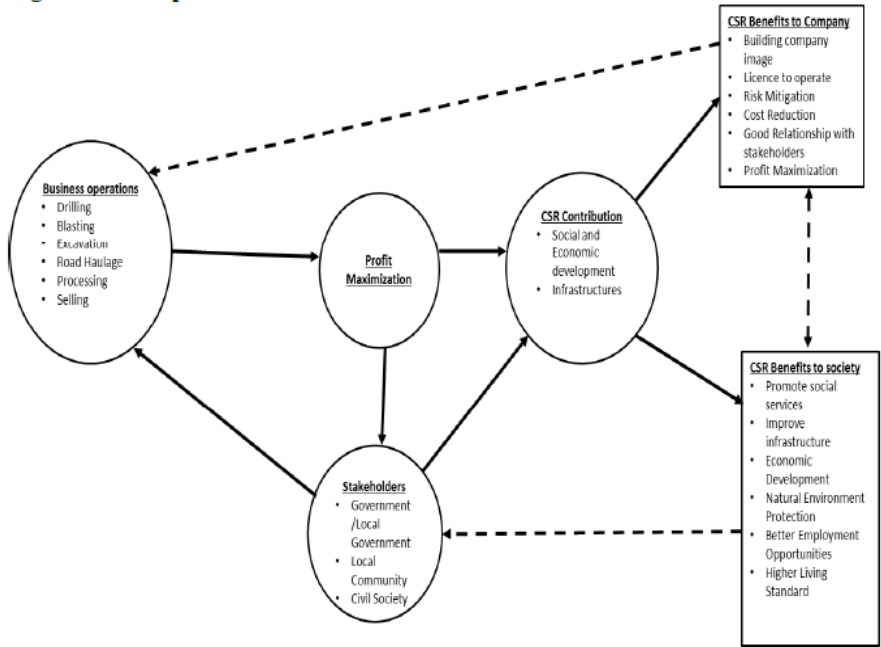 CSR Benefits to Company
• Building company
image
• Licence to operate
• Risk Mitigation
• Cost Reduction
• Good Relationship with
stakeholders
• Profit Maximization
Business operations
• Drilling
• Blasting
• Excavation
• Road Haulage
• Processing
• Selling
Profit
Maximization
CSR Contribution
• Social and
Economic
development
• Infrastructures
Stakeholders
• Government
/Local
Government
• Local
Community
• Civil Society
CSR Benefits to society
• Promote social
services
• Improve
infrastructure
• Economic
Development
• Natural Environment
Protection
• Better Employment
Opportunities
• Higher Living
Standard